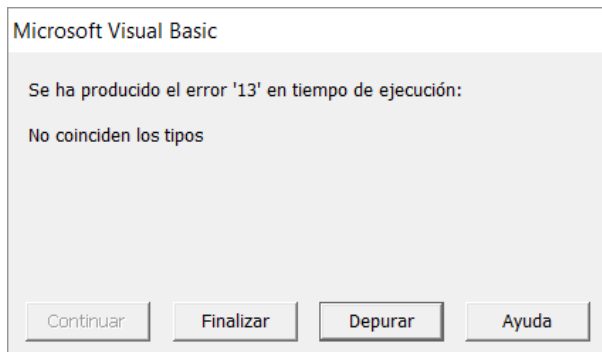 Microsoft Visual Basic
Se ha producido el error '13' en tiempo de ejecución:
No coinciden los tipos
Continuar Finalizar Depurar Ayuda